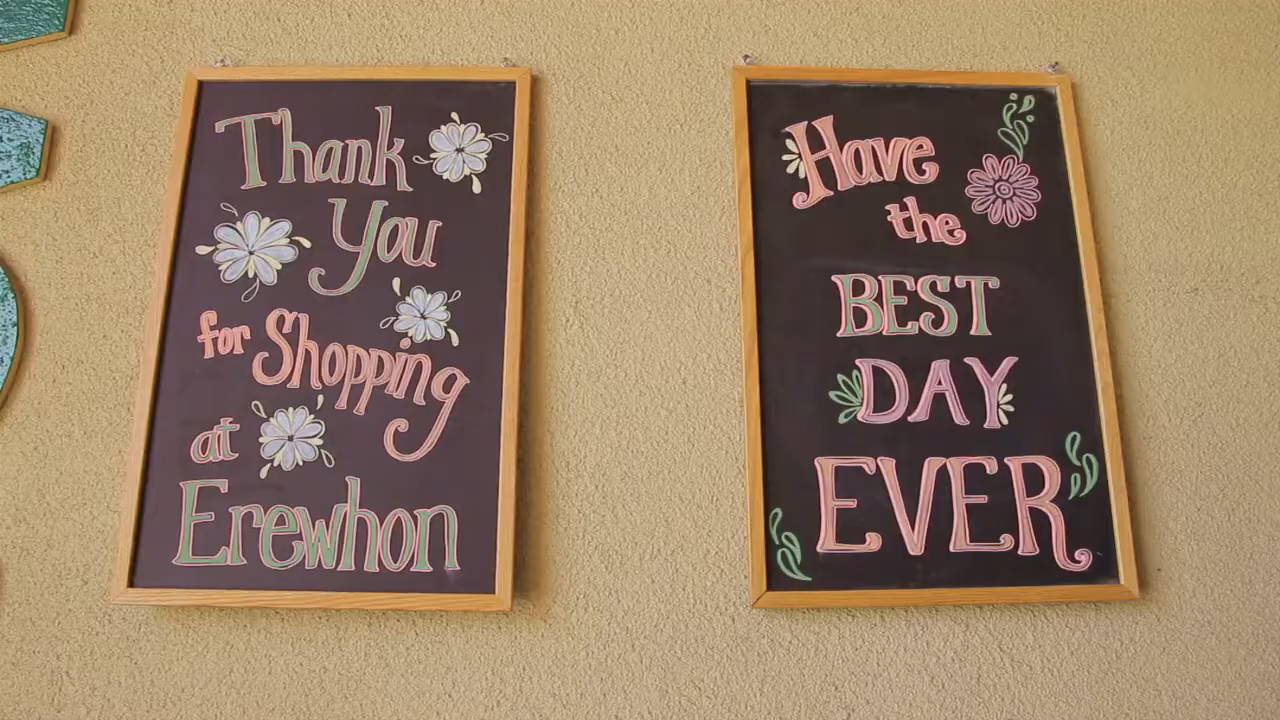 Thank
You
for Shopping
at
Erewhon
Have
the
BEST
DAY
EVER